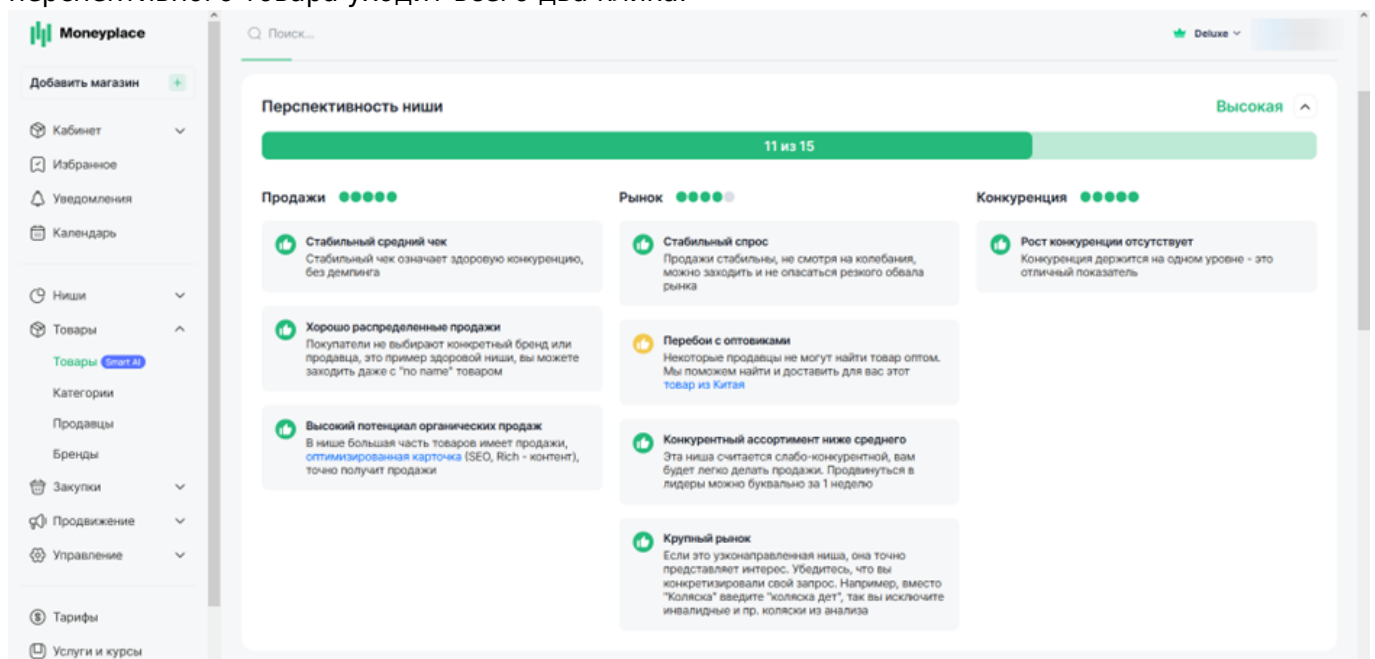 перспективного товара уходит всего два клика.
Moneyplace
Поиск...
Deluxe
Добавить магазин
+
Кабинет
Избранное
Уведомления
Календарь
Ниши
Товары
Товары Smart AI
Категории
Продавцы
Бренды
Закупки
Продвижение
Управление
Тарифы
Услуги и курсы
Перспективность ниши
Высокая
11 из 15
Продажи
Стабильный средний чек
Стабильный чек означает здоровую конкуренцию,
без демпинга
Хорошо распределенные продажи
Покупатели не выбирают конкретный бренд или
продавца, это пример здоровой ниши, вы можете
заходить даже с "no name" товаром
Высокий потенциал органических продаж
В нише большая часть товаров имеет продажи,
оптимизированная карточка (SEO, Rich - контент),
точно получит продажи
Рынок
Стабильный спрос
Продажи стабильны, не смотря на колебания,
можно заходить и не опасаться резкого обвала
рынка
Перебои с оптовиками
Некоторые продавцы не могут найти товар оптом.
Мы поможем найти и доставить для вас этот
товар из Китая
Конкурентный ассортимент ниже среднего
Эта ниша считается слабо-конкурентной, вам
будет легко делать продажи. Продвинуться в
лидеры можно буквально за 1 неделю
Крупный рынок
Если это узконаправленная ниша, она точно
представляет интерес. Убедитесь, что вы
конкретизировали свой запрос. Например, вместо
"Коляска" введите "коляска дет", так вы исключите
инвалидные и пр. коляски из анализа
Конкуренция
Рост конкуренции отсутствует
Конкуренция держится на одном уровне - это
отличный показатель